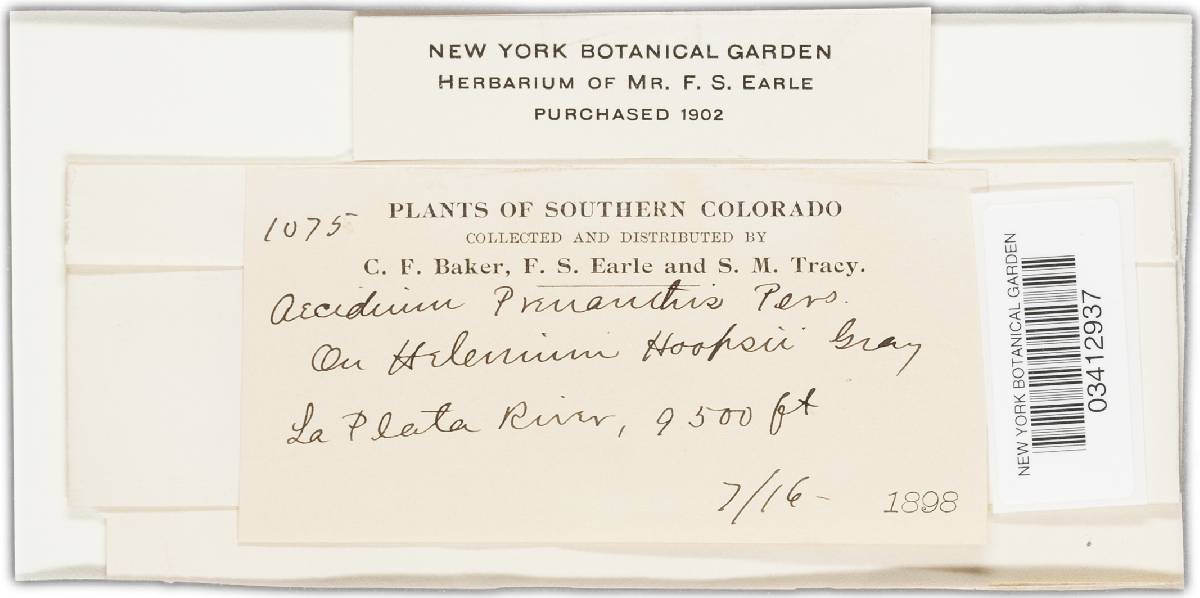 NEW YORK BOTANICAL GARDEN
HERBARIUM OF MR. F. S. EARLE
PURCHASED 1902
1075
PLANTS OF SOUTHERN COLORADO
COLLECTED AND DISTRIBUTED BY
C. F. Baker, F. S. Earle and S. M. Tracy.
Aecidium Prenanthis Pers.
On Helenium Hoopsii Gray
La Plata River, 9500 ft
7/16- 1898
NEW YORK BOTANICAL GARDEN
03412937